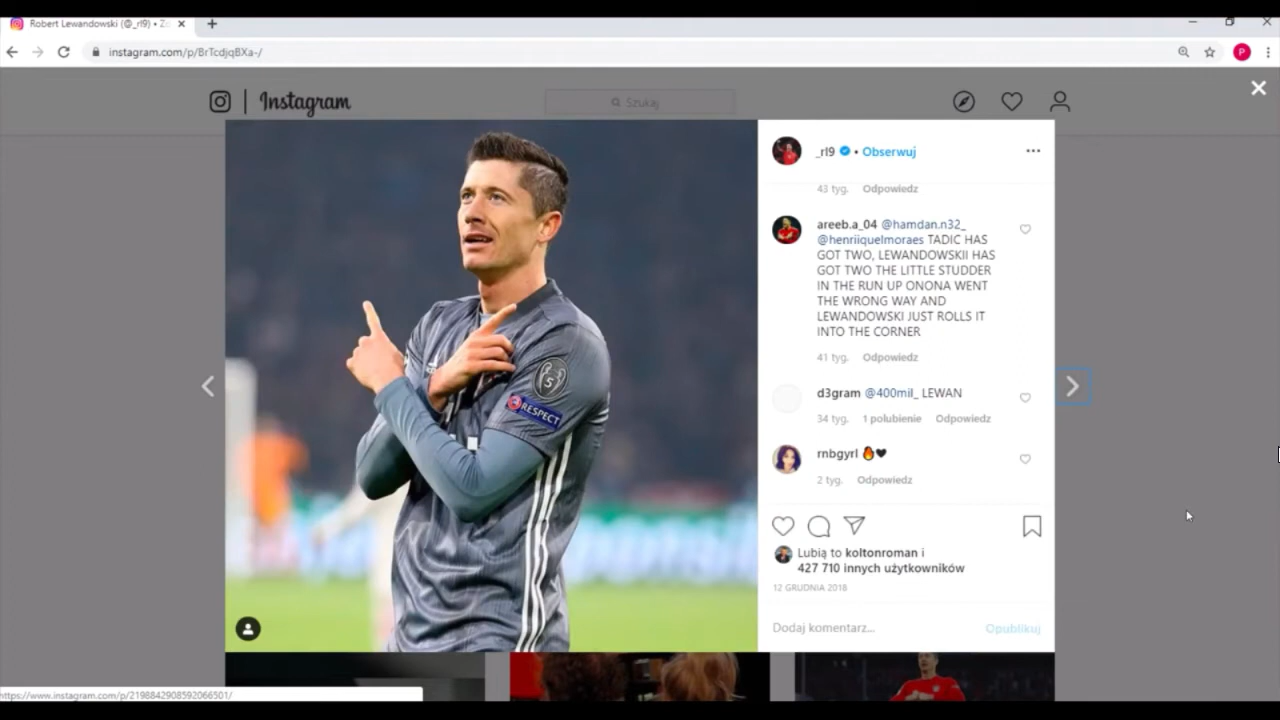 Robert Lewandowski (@_rl9) • Z
instagram.com/p/BrTcdjqBXa-/
P
Instagram
Szukaj
_rl9 • Obserwuj
43 tyg. Odpowiedz
areeb.a_04 @hamdan.n32_
@henriiquelmoraes TADIC HAS
GOT TWO, LEWANDOWSKII HAS
GOT TWO THE LITTLE STUDDER
IN THE RUN UP ONONA WENT
THE WRONG WAY AND
LEWANDOWSKI JUST ROLLS IT
INTO THE CORNER
41 tyg. Odpowiedz
d3gram @400mil_ LEWAN
34 tyg. 1 polubienie Odpowiedz
rnbgyrl 🔥🖤
2 tyg. Odpowiedz
Lubią to koltonroman i
427 710 innych użytkowników
12 GRUDNIA 2018
Dodaj komentarz... Opublikuj
5
RESPECT
https://www.instagram.com/p/2198842908592066501/